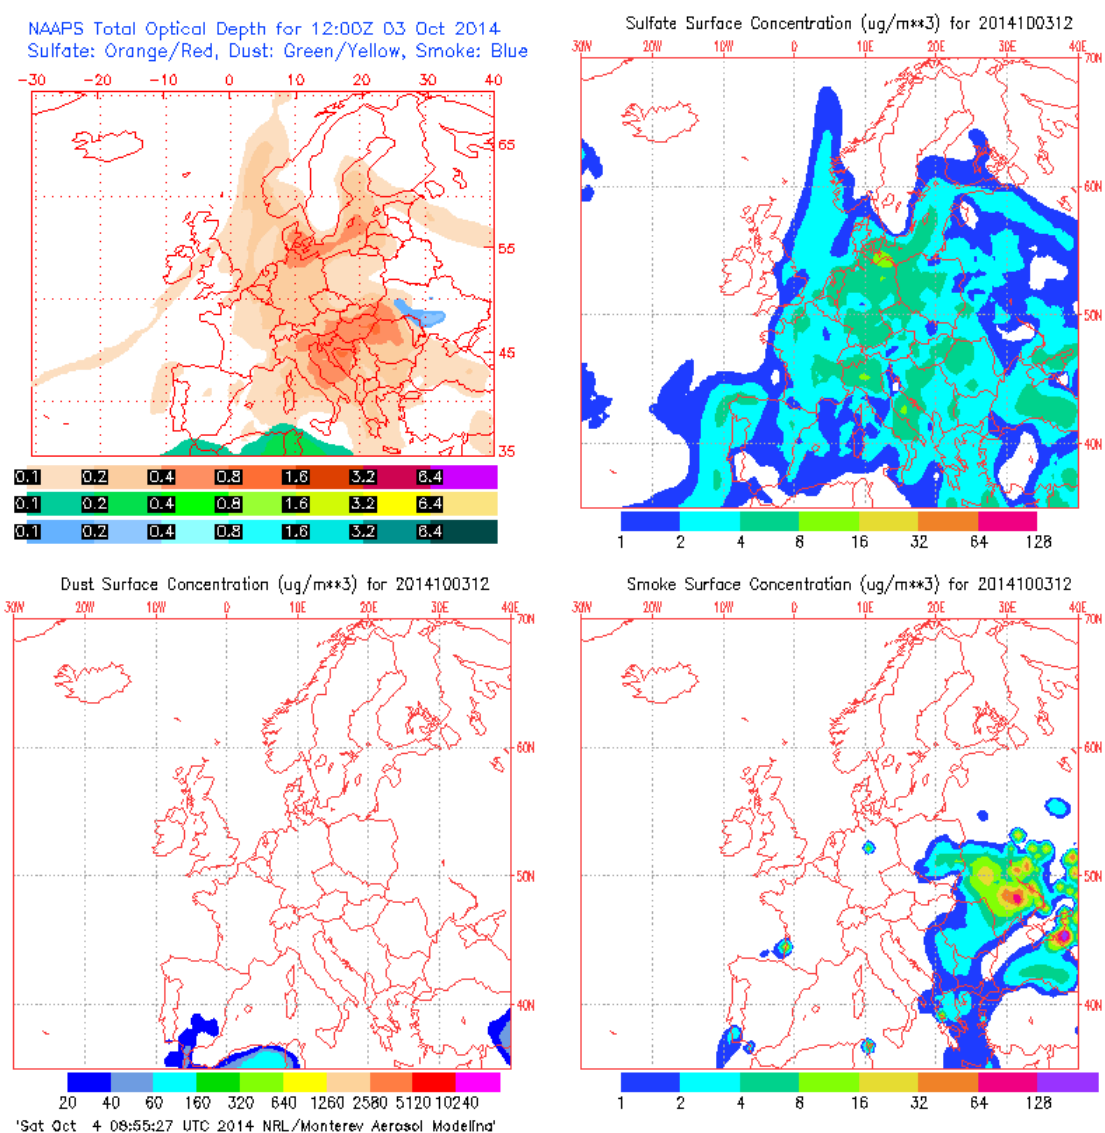 NAAPS Total Optical Depth for 12:00Z 03 Oct 2014
Sulfate: Orange/Red, Dust: Green/Yellow, Smoke: Blue
-30 -20 -10 0 10 20 30 40
65
55
45
35
0.1 0.2 0.4 0.8 1.6 3.2 6.4
0.1 0.2 0.4 0.8 1.6 3.2 6.4
0.1 0.2 0.4 0.8 1.6 3.2 6.4
Sulfate Surface Concentration (ug/m**3) for 2014100312
30W 20W 10W 0 10E 20E 30E 40E
70N
60N
50N
40N
1 2 4 8 16 32 64 128
Dust Surface Concentration (ug/m**3) for 2014100312
30W 20W 10W 0 10E 20E 30E 40E
70N
60N
50N
40N
20 40 60 160 320 640 1260 2580 5120 10240
'Sat Oct 4 08:55:27 UTC 2014 NRL/Monterey Aerosol Modeling'
Smoke Surface Concentration (ug/m**3) for 2014100312
30W 20W 10W 0 10E 20E 30E 40E
70N
60N
50N
40N
1 2 4 8 16 32 64 128